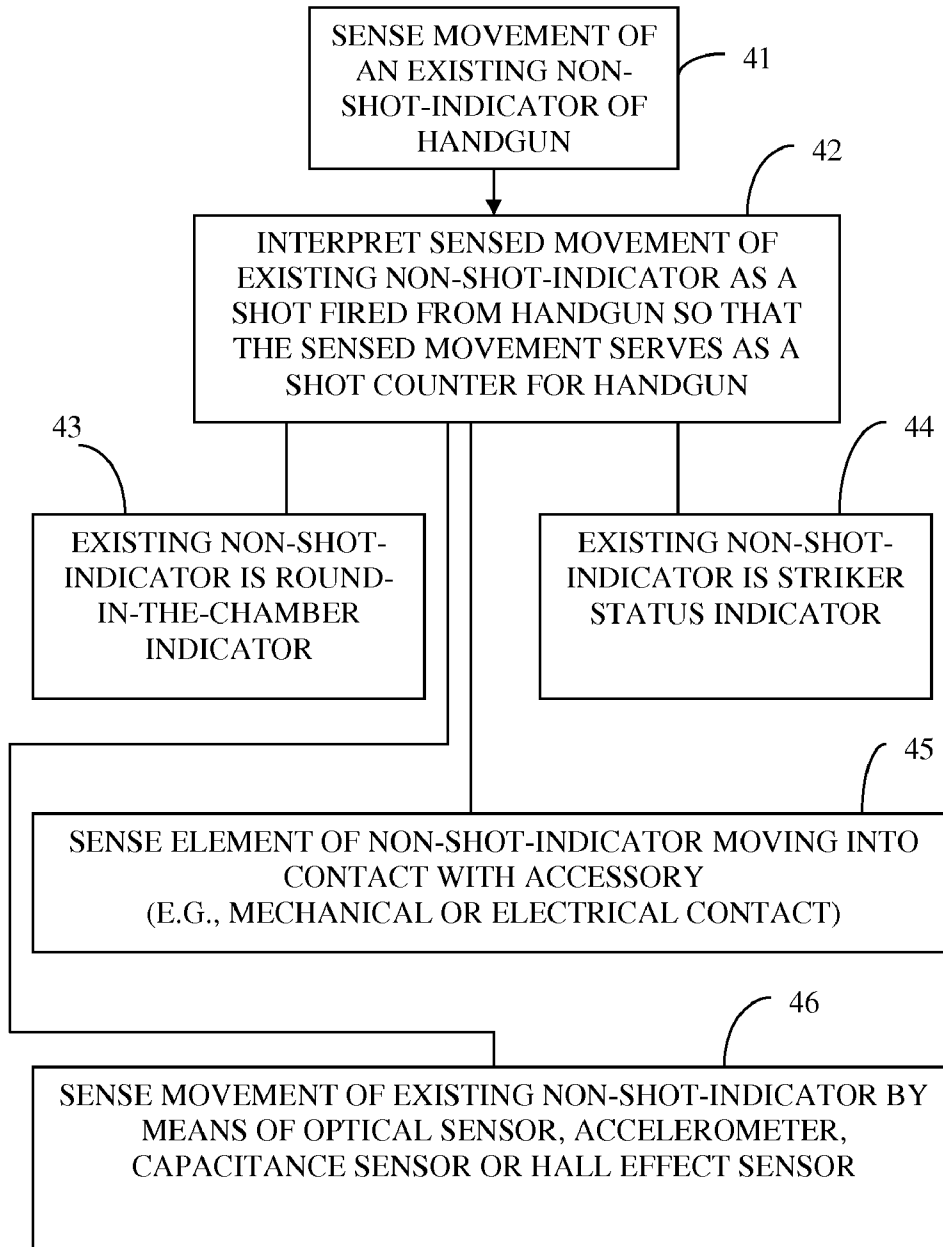 SENSE MOVEMENT OF
AN EXISTING NON-
SHOT-INDICATOR OF
HANDGUN
41
42
INTERPRET SENSED MOVEMENT OF
EXISTING NON-SHOT-INDICATOR AS A
SHOT FIRED FROM HANDGUN SO THAT
THE SENSED MOVEMENT SERVES AS A
SHOT COUNTER FOR HANDGUN
43
EXISTING NON-SHOT-
INDICATOR IS ROUND-
IN-THE-CHAMBER
INDICATOR
44
EXISTING NON-SHOT-
INDICATOR IS STRIKER
STATUS INDICATOR
45
SENSE ELEMENT OF NON-SHOT-INDICATOR MOVING INTO
CONTACT WITH ACCESSORY
(E.G., MECHANICAL OR ELECTRICAL CONTACT)
46
SENSE MOVEMENT OF EXISTING NON-SHOT-INDICATOR BY
MEANS OF OPTICAL SENSOR, ACCELEROMETER,
CAPACITANCE SENSOR OR HALL EFFECT SENSOR